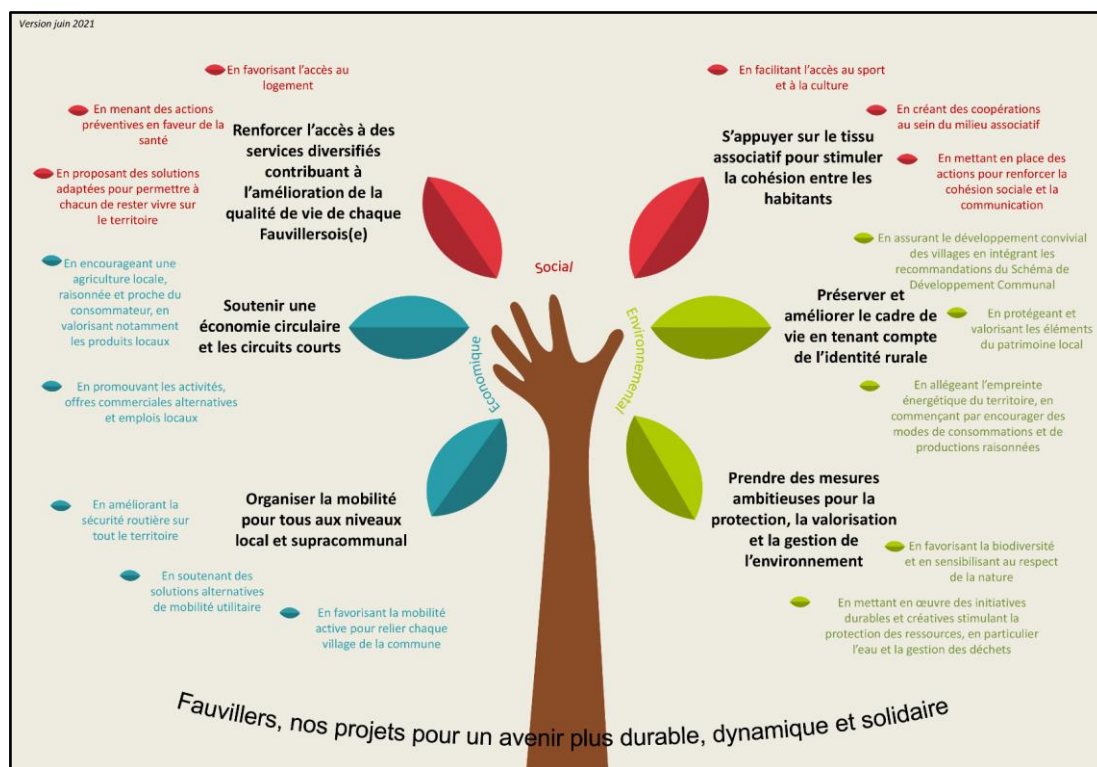 Version juin 2021
En favorisant l'accès au
logement
En menant des actions
préventives en faveur de la
santé
En proposant des solutions
adaptées pour permettre à
chacun de rester vivre sur
le territoire
Renforcer l'accès à des
services diversifiés
contribuant à
l'amélioration de la
qualité de vie de chaque
Fauvillersois(e)
En facilitant l'accès au sport
et à la culture
En créant des coopérations
au sein du milieu associatif
En mettant en place des
actions pour renforcer la
cohésion sociale et la
communication
S'appuyer sur le tissu
associatif pour stimuler
la cohésion entre les
habitants
Social
Economique
Environnemental
En encourageant une
agriculture locale,
raisonnée et proche du
consommateur, en
valorisant notamment
les produits locaux
Soutenir une
économie circulaire
et les circuits courts
En promouvant les activités,
offres commerciales alternatives
et emplois locaux
En assurant le développement convivial
des villages en intégrant les
recommandations du Schéma de
Développement Communal
Préserver et
améliorer le cadre de
vie en tenant compte
de l'identité rurale
En protégeant et
valorisant les éléments
du patrimoine local
En allégeant l'empreinte
énergétique du territoire, en
commençant par encourager des
modes de consommations et de
productions raisonnées
Organiser la mobilité
pour tous aux niveaux
local et supracommunal
En améliorant la
sécurité routière sur
tout le territoire
En soutenant des
solutions alternatives
de mobilité utilitaire
En favorisant la mobilité
active pour relier chaque
village de la commune
Prendre des mesures
ambitieuses pour la
protection, la valorisation
et la gestion de
l'environnement
En favorisant la biodiversité
et en sensibilisant au respect
de la nature
En mettant en œuvre des initiatives
durables et créatives stimulant la
protection des ressources, en particulier
l'eau et la gestion des déchets
Fauvillers, nos projets pour un avenir plus durable, dynamique et solidaire